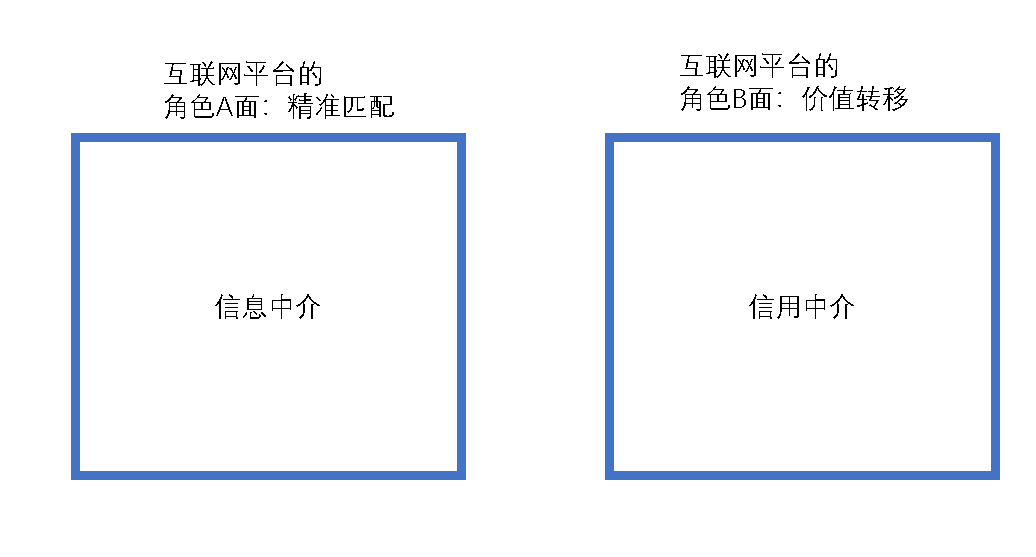 互联网平台的
角色A面：精准匹配
信息中介
互联网平台的
角色B面：价值转移
信用中介